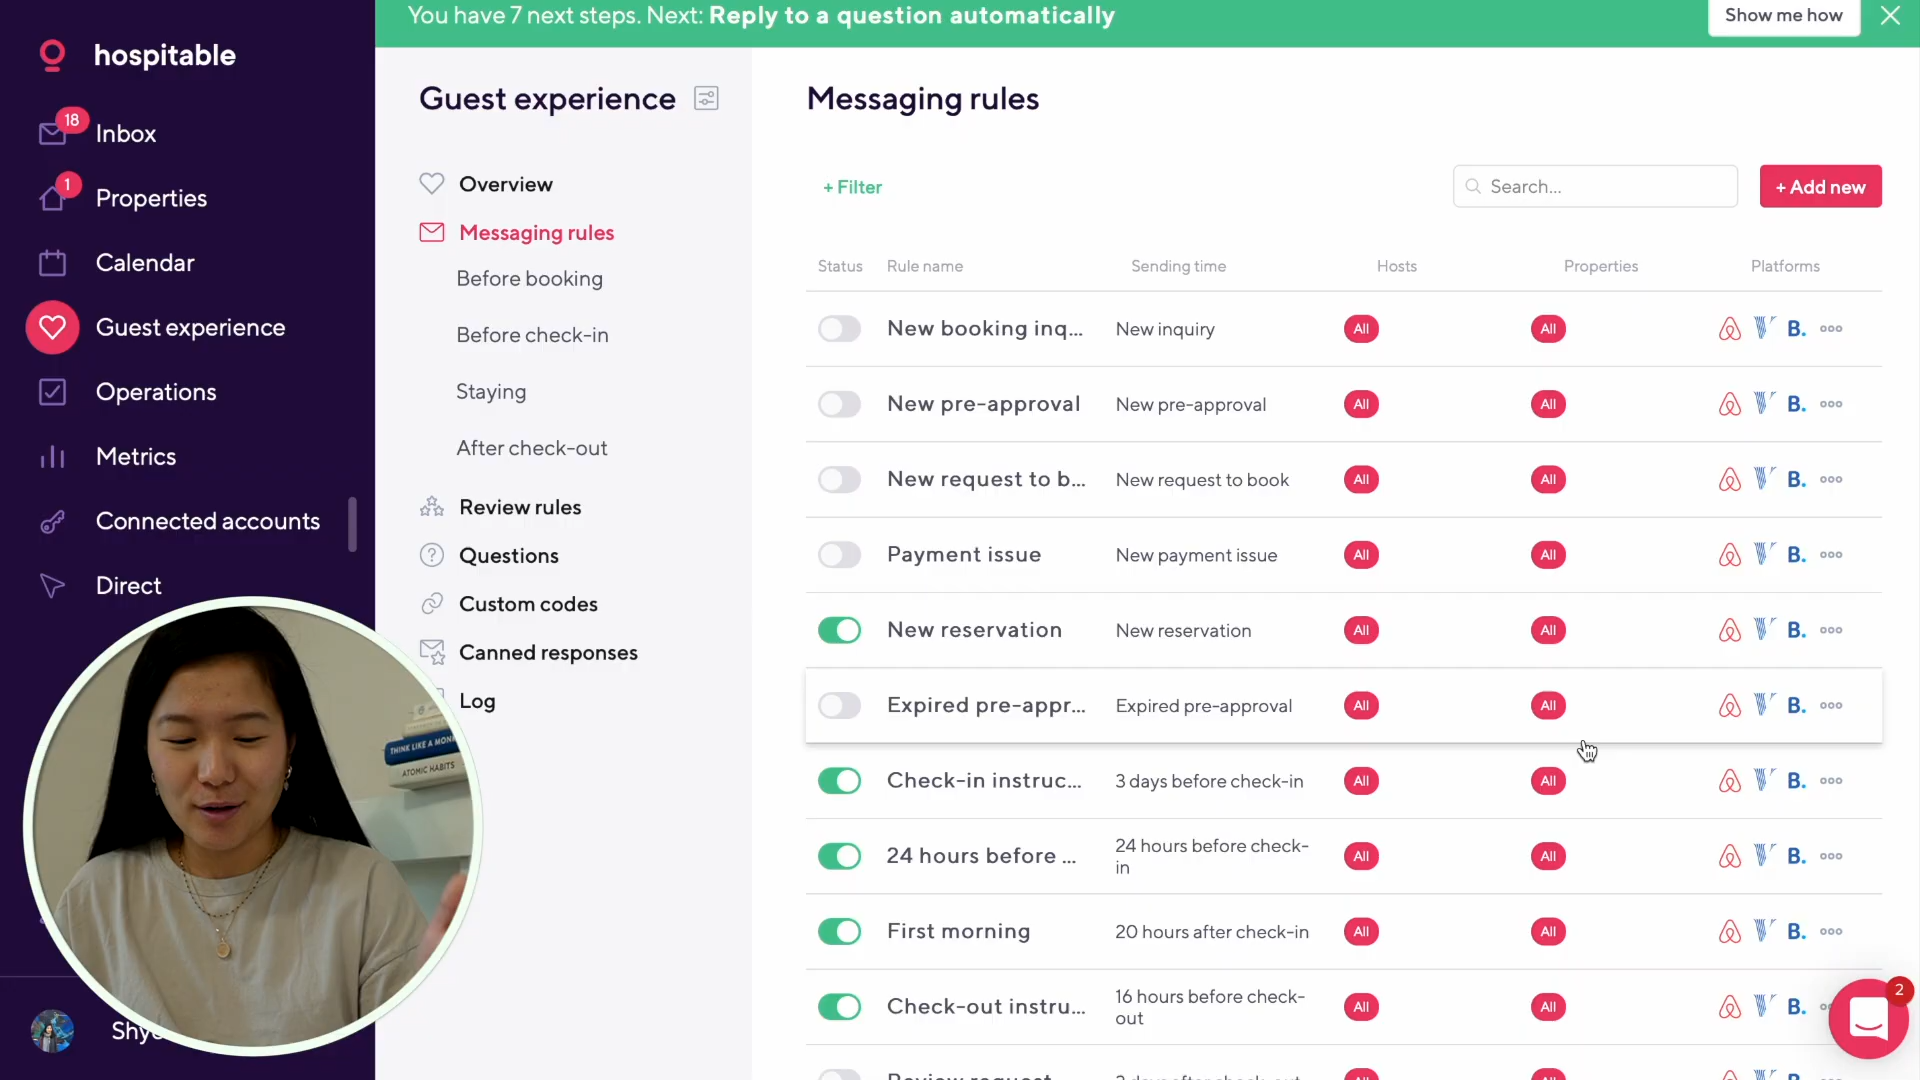 You have 7 next steps. Next: Reply to a question automatically
Show me how
hospitable
18
Inbox
1
Properties
Calendar
Guest experience
Operations
Metrics
Connected accounts
Direct
Guest experience
Overview
Messaging rules
Before booking
Before check-in
Staying
After check-out
Review rules
Questions
Custom codes
Canned responses
Log
Messaging rules
+ Filter
Search...
+ Add new
Status Rule name Sending time Hosts Properties Platforms
New booking inq... New inquiry All All B.
New pre-approval New pre-approval All All B.
New request to b... New request to book All All B.
Payment issue New payment issue All All B.
New reservation New reservation All All B.
Expired pre-appr... Expired pre-approval All All B.
Check-in instruc... 3 days before check-in All All B.
24 hours before ... 24 hours before check-
in All All B.
First morning 20 hours after check-in All All B.
Check-out instru... 16 hours before check-
out All All B.
2
THINK LIKE A MON
ATOMIC HABITS